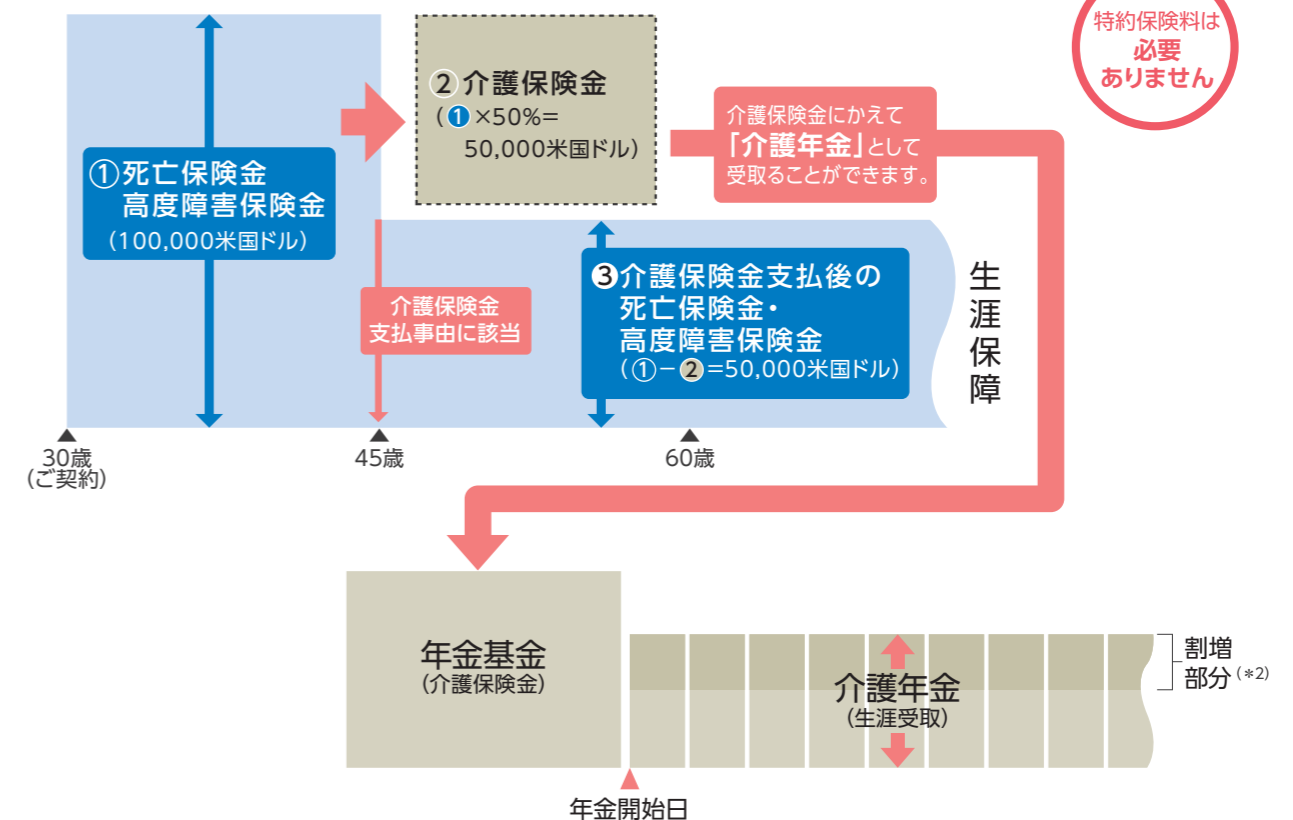 特約保険料は
必要
ありません
①死亡保険金
高度障害保険金
(100,000米国ドル)
②介護保険金
(❶×50%=
50,000米国ドル)
介護保険金にかえて
「介護年金」として
受取ることができます。
介護保険金
支払事由に該当
❸介護保険金支払後の
死亡保険金・
高度障害保険金
(①−❷=50,000米国ドル)
生涯保障
30歳
(ご契約)
45歳
60歳
年金基金
(介護保険金)
介護年金
(生涯受取)
割増
部分(*2)
年金開始日